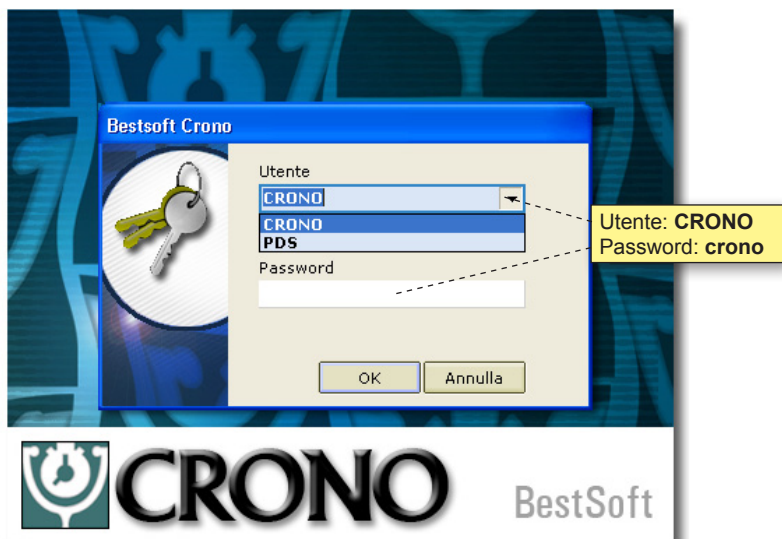 Bestsoft Crono
Utente
CRONO
CRONO
PDS
Password
OK
Annulla
Utente: CRONO
Password: crono
CRONO
BestSoft